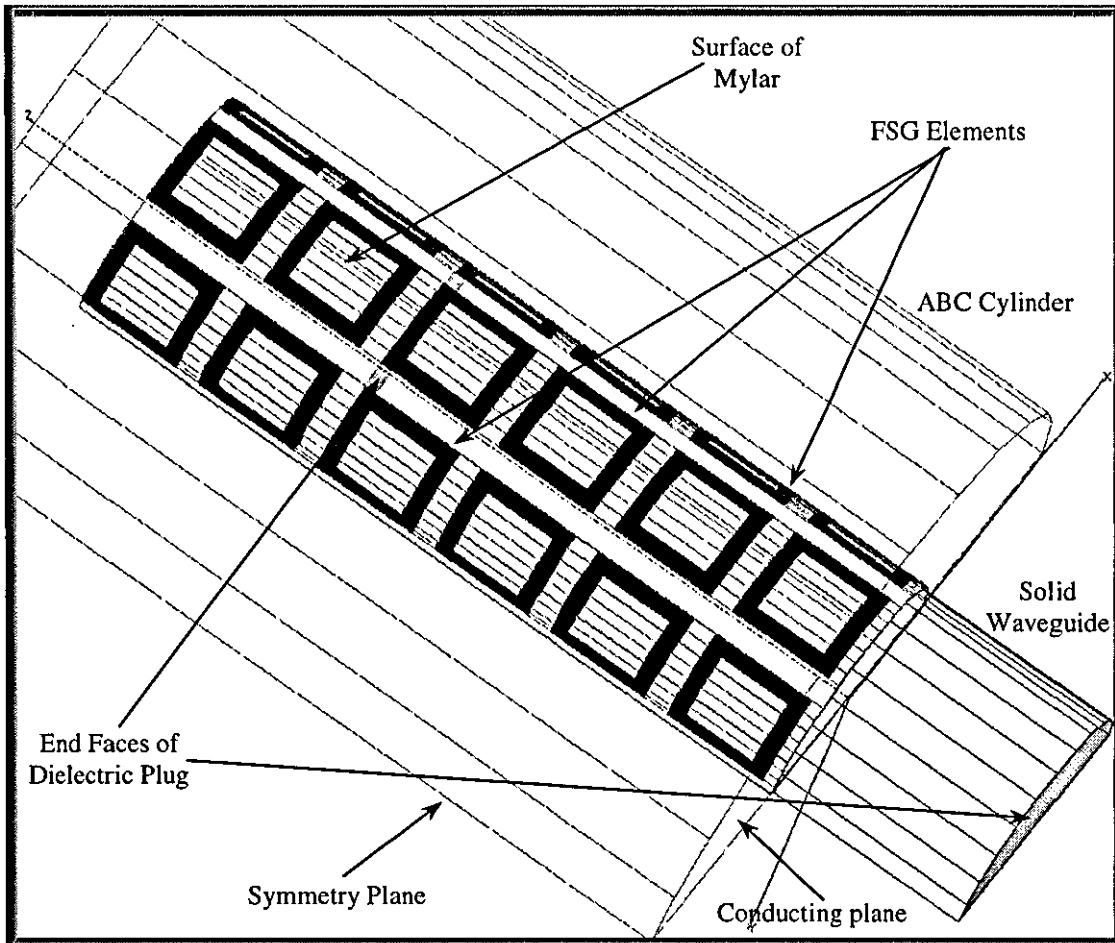 Surface of
Mylar
FSG Elements
ABC Cylinder
x
Solid
Waveguide
End Faces of
Dielectric Plug
Symmetry Plane
Conducting plane